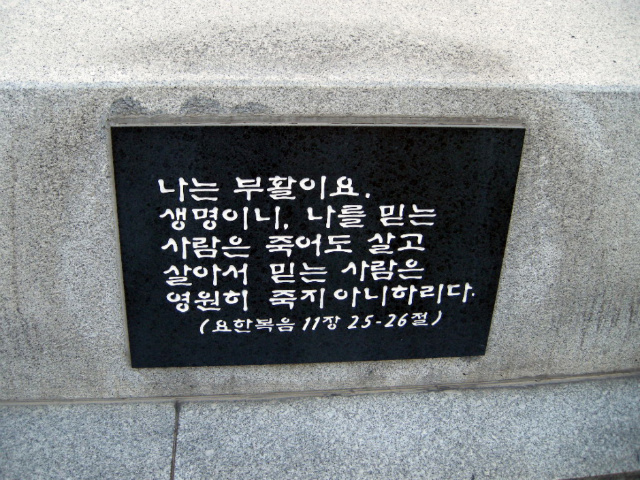 나는 부활이요.
생명이니, 나를 믿는
사람은 죽어도 살고
살아서 믿는 사람은
영원히 죽지 아니하리다.
(요한복음 11장 25-26절)